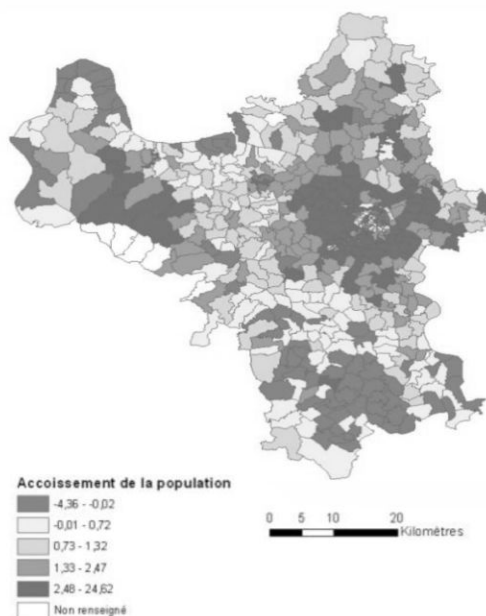 Accoissement de la population
-4,36 - -0,02
-0,01 - 0,72
0,73 - 1,32
1,33 - 2,47
2,48 - 24,62
Non renseigné
0 5 10 20
Kilomètres